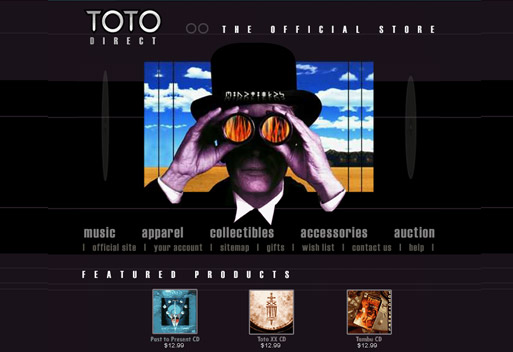 TOTO
DIRECT
THE OFFICIAL STORE
music apparel collectibles accessories auction
| official site | your account | sitemap | gifts | wish list | contact us | help |
FEATURED PRODUCTS
Past to Present CD Toto XX CD Tambu CD
$12.99 $12.99 $12.99